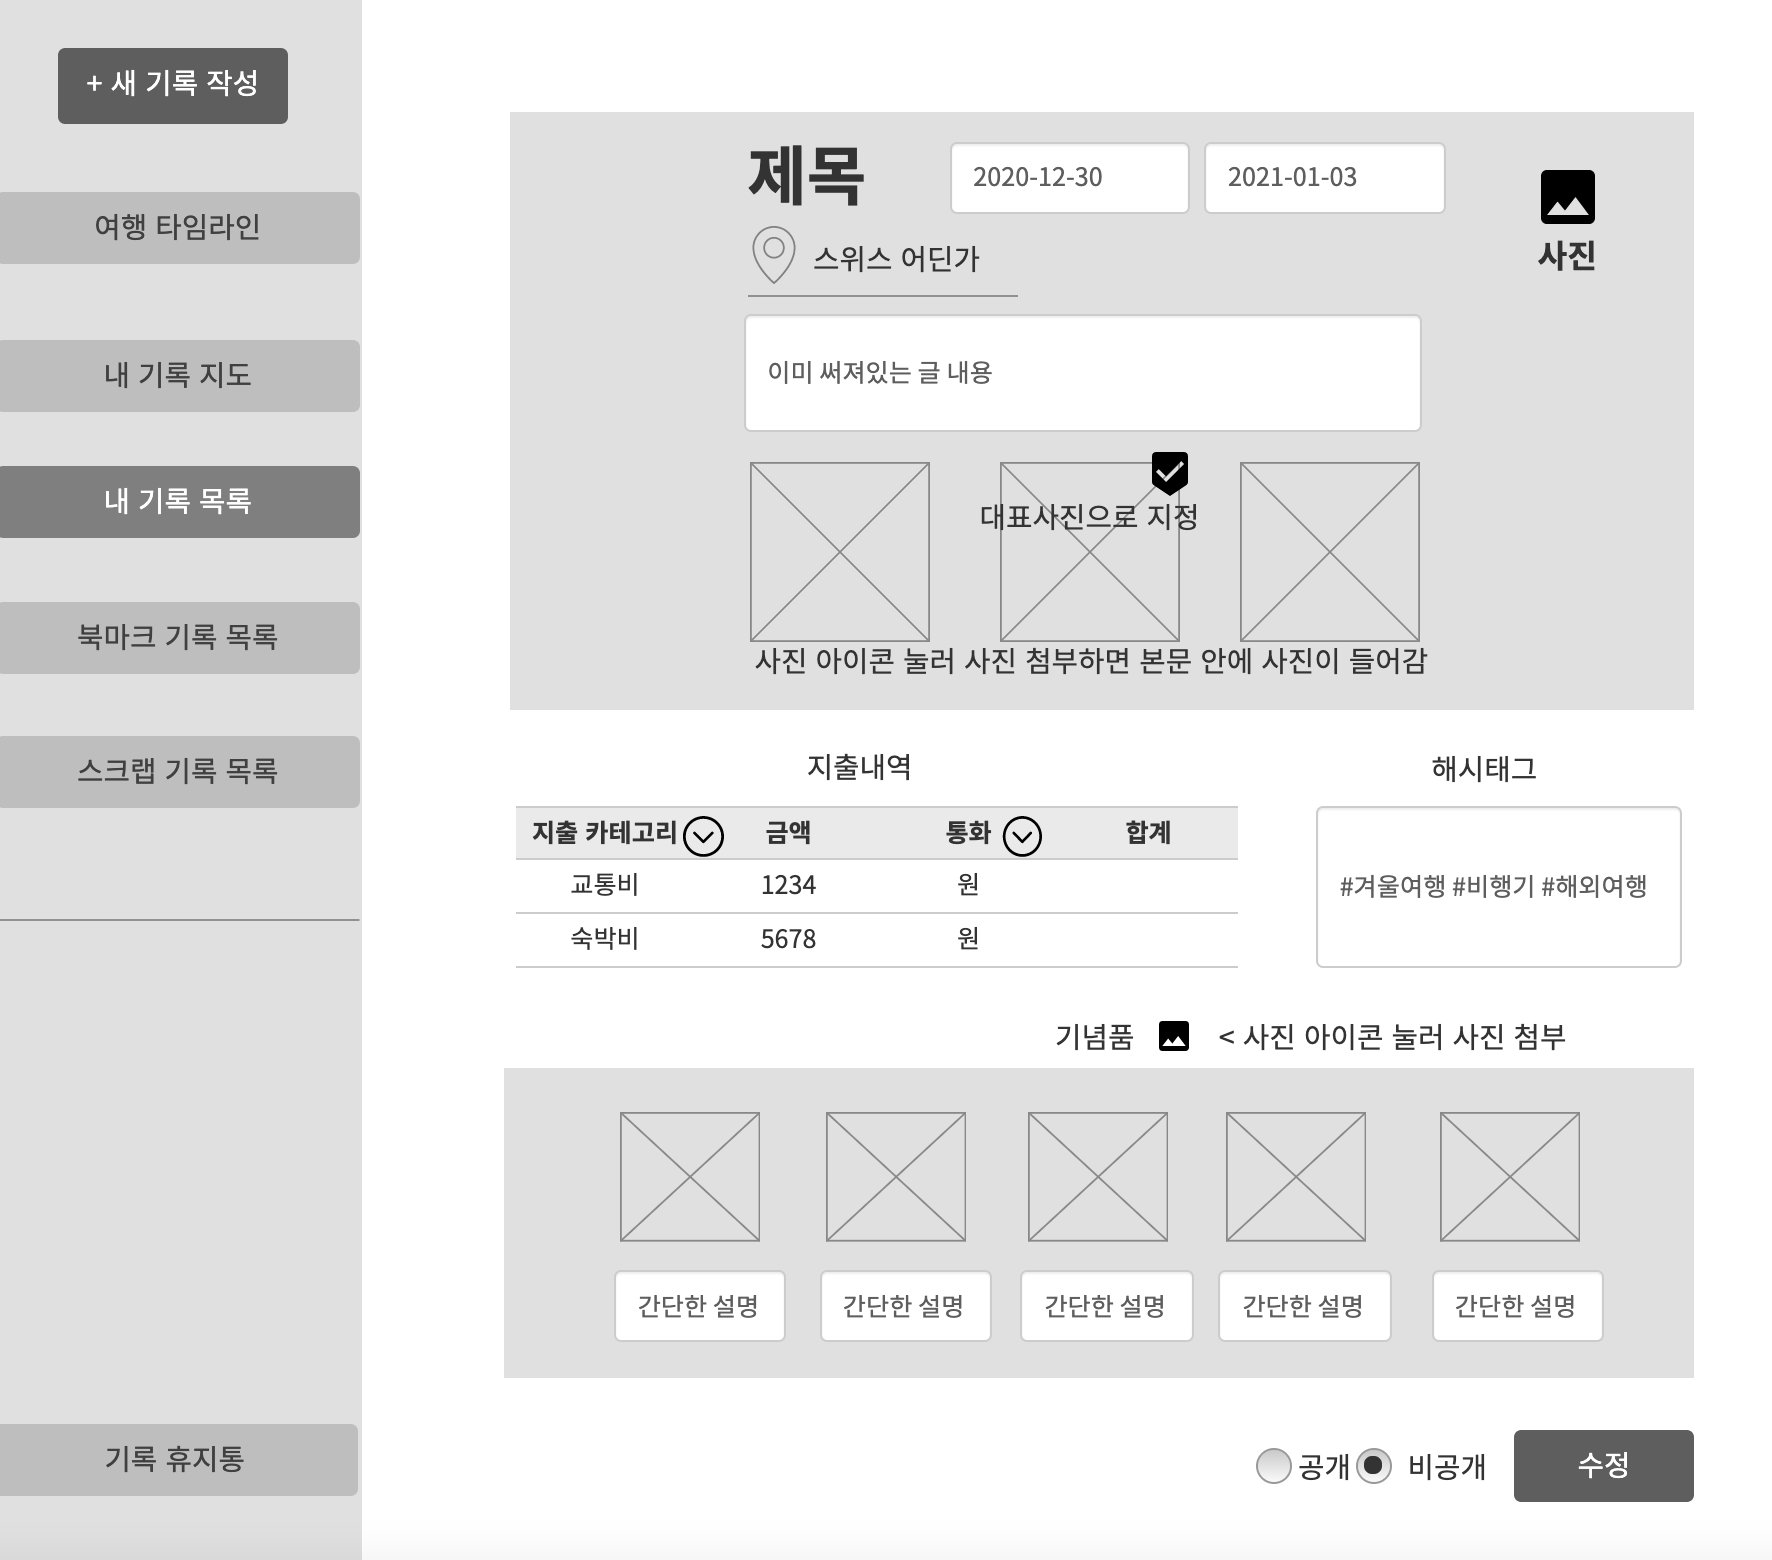 + 새 기록 작성
여행 타임라인
내 기록 지도
내 기록 목록
북마크 기록 목록
스크랩 기록 목록
기록 휴지통
제목 2020-12-30 2021-01-03
사진
스위스 어딘가
이미 써져있는 글 내용
대표사진으로 지정
사진 아이콘 눌러 사진 첨부하면 본문 안에 사진이 들어감
지출내역
지출 카테고리 금액 통화 합계
교통비 1234 원
숙박비 5678 원
해시태그
#겨울여행 #비행기 #해외여행
기념품 < 사진 아이콘 눌러 사진 첨부
간단한 설명 간단한 설명 간단한 설명 간단한 설명 간단한 설명
공개 비공개 수정